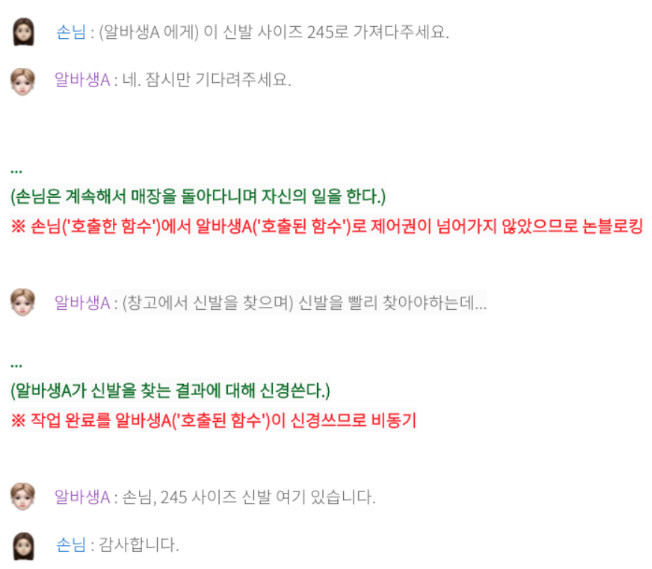 손님 : (알바생A 에게) 이 신발 사이즈 245로 가져다주세요.
알바생A : 네. 잠시만 기다려주세요.
...
(손님은 계속해서 매장을 돌아다니며 자신의 일을 한다.)
※ 손님('호출한 함수')에서 알바생A('호출된 함수')로 제어권이 넘어가지 않았으므로 논블로킹
알바생A : (창고에서 신발을 찾으며) 신발을 빨리 찾아야하는데...
...
(알바생A가 신발을 찾는 결과에 대해 신경쓴다.)
※ 작업 완료를 알바생A('호출된 함수')이 신경쓰므로 비동기
알바생A : 손님, 245 사이즈 신발 여기 있습니다.
손님 : 감사합니다.